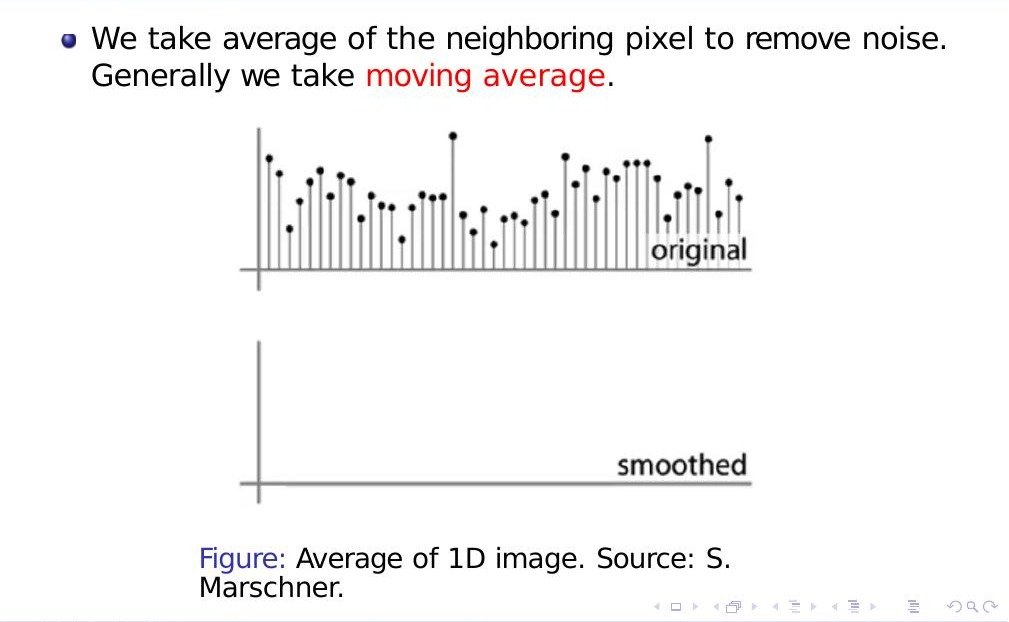 We take average of the neighboring pixel to remove noise.
Generally we take moving average.
original
smoothed
Figure: Average of 1D image. Source: S.
Marschner.